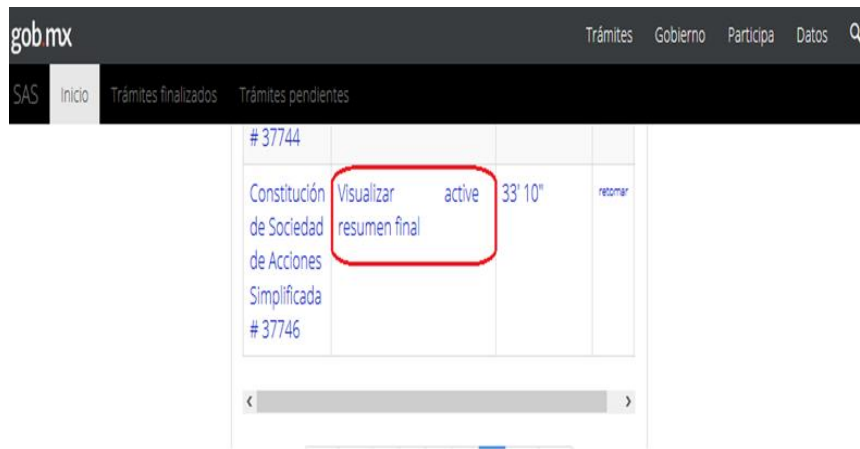 gob.mx Trámites Gobierno Participa Datos
SAS Inicio Trámites finalizados Trámites pendientes
# 37744
Constitución Visualizar active 33' 10" retomar
de Sociedad resumen final
de Acciones
Simplificada
# 37746